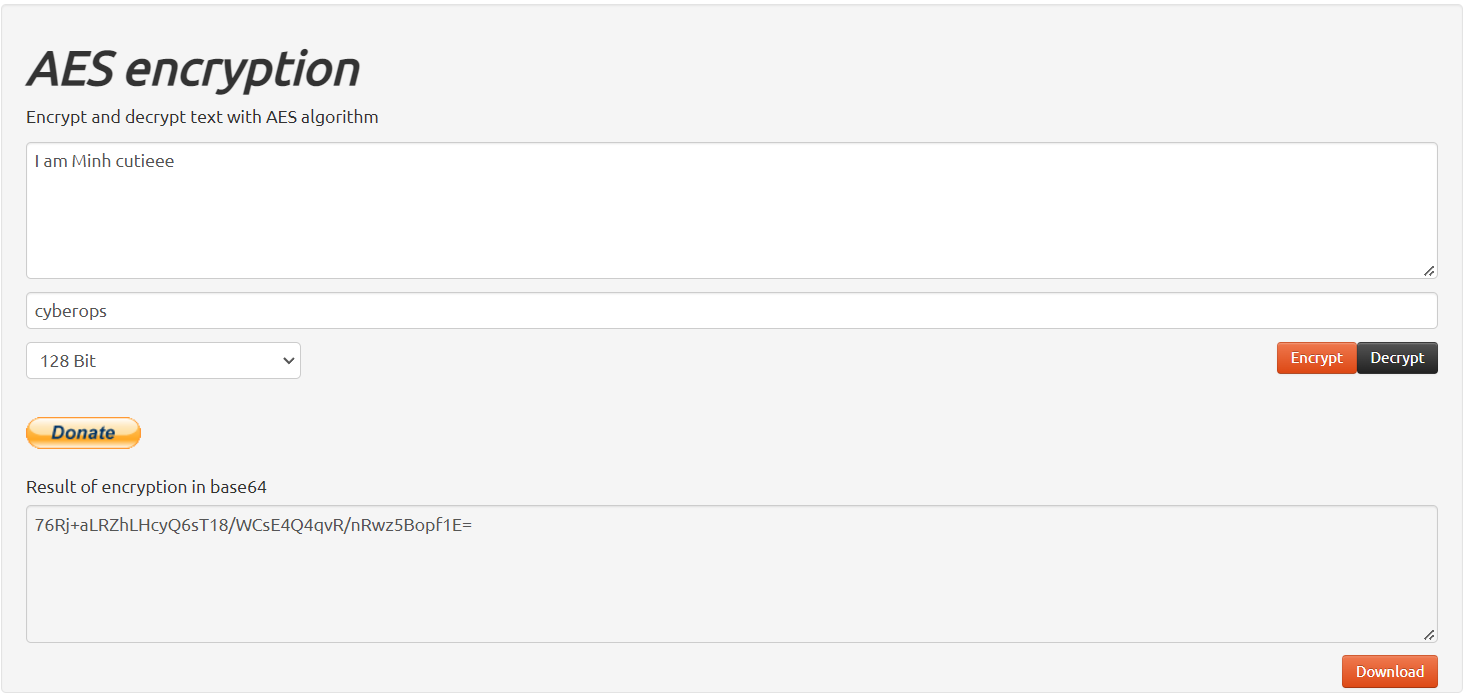 AES encryption
Encrypt and decrypt text with AES algorithm
I am Minh cutieee
cyberops
128 Bit
Encrypt Decrypt
Donate
Result of encryption in base64
76Rj+aLRZhLHcyQ6sT18/WCsE4Q4qvR/nRwz5Bopf1E=
Download